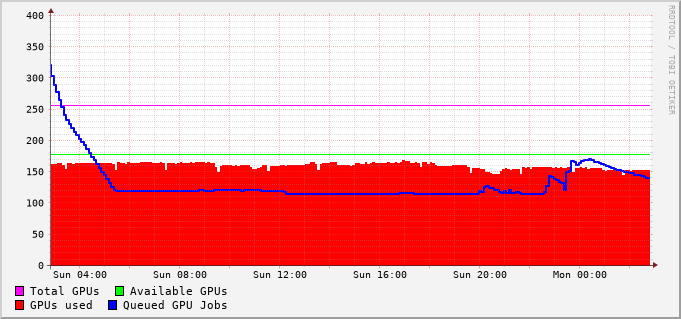 400
350
300
250
200
150
100
50
0
Sun 04:00 Sun 08:00 Sun 12:00 Sun 16:00 Sun 20:00 Mon 00:00
Total GPUs Available GPUs
GPUs used Queued GPU Jobs
RRDTOOL / TOBI OETIKER